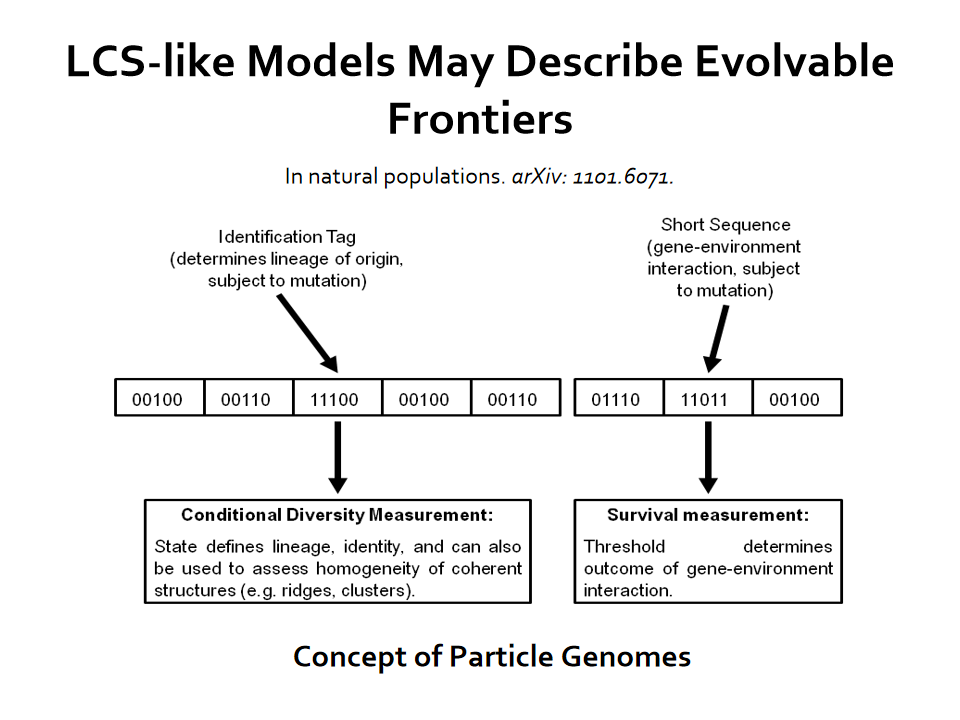 LCS-like Models May Describe Evolvable
Frontiers
In natural populations. arXiv: 1101.6071.
Identification Tag
(determines lineage of origin,
subject to mutation)
Short Sequence
(gene-environment
interaction, subject
to mutation)
00100 00110 11100 00100 00110 01110 11011 00100
Conditional Diversity Measurement:
State defines lineage, identity, and can also
be used to assess homogeneity of coherent
structures (e.g. ridges, clusters).
Survival measurement:
Threshold determines
outcome of gene-environment
interaction.
Concept of Particle Genomes